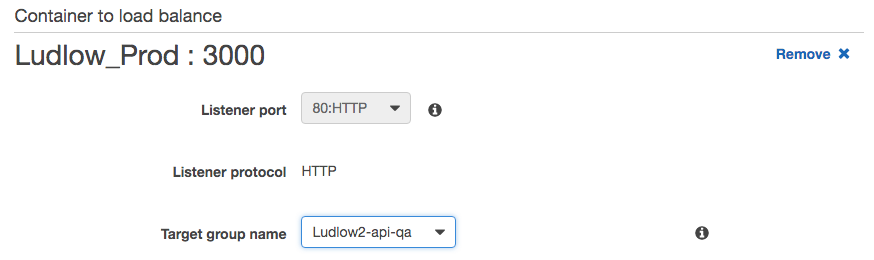 Container to load balance
Ludlow_Prod : 3000 Remove ✖
Listener port 80:HTTP
Listener protocol HTTP
Target group name Ludlow2-api-qa